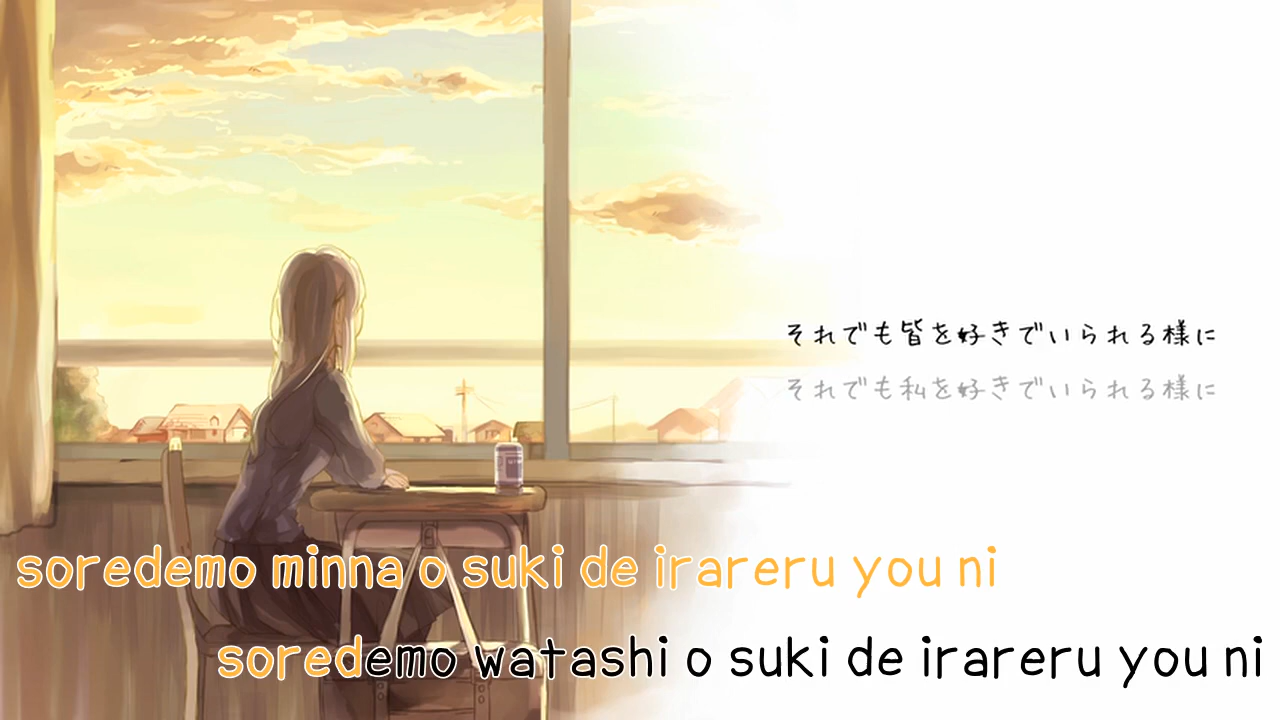 それでも皆を好きでいられる様に
それでも私を好きでいられる様に
soredemo minna o suki de irareru you ni
soredemo watashi o suki de irareru you ni